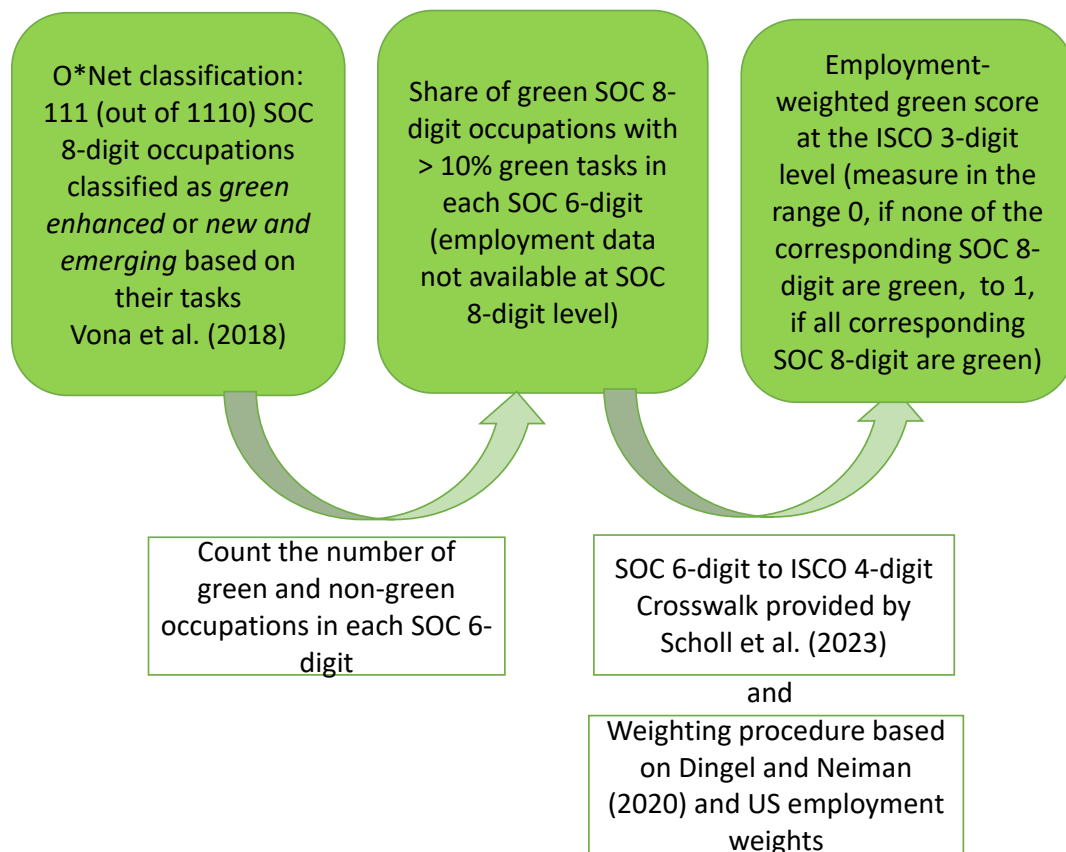 O*Net classification:
111 (out of 1110) SOC
8-digit occupations
classified as green
enhanced or new and
emerging based on
their tasks
Vona et al. (2018)
Share of green SOC 8-
digit occupations with
> 10% green tasks in
each SOC 6-digit
(employment data
not available at SOC
8-digit level)
Employment-
weighted green score
at the ISCO 3-digit
level (measure in the
range 0, if none of the
corresponding SOC 8-
digit are green, to 1,
if all corresponding
SOC 8-digit are green)
Count the number of
green and non-green
occupations in each SOC 6-
digit
SOC 6-digit to ISCO 4-digit
Crosswalk provided by
Scholl et al. (2023)
and
Weighting procedure based
on Dingel and Neiman
(2020) and US employment
weights